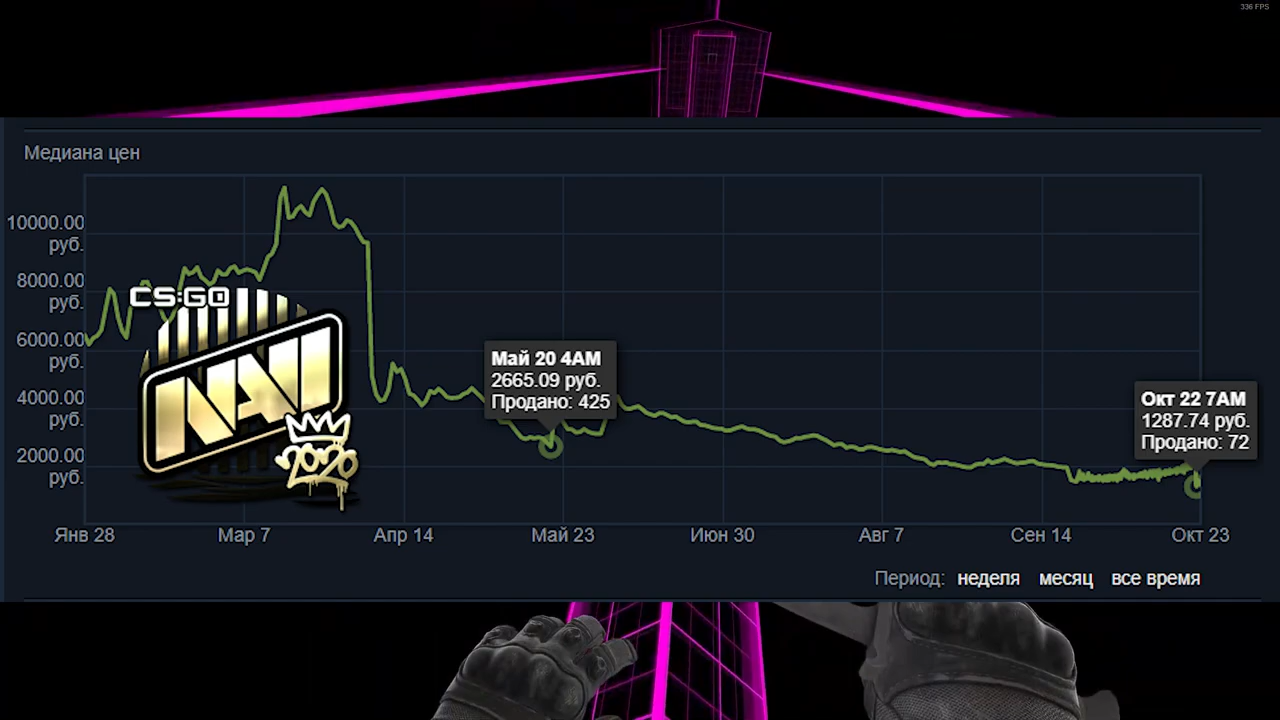 336 FPS
Медиана цен
10000.00
руб.
8000.00
руб.
6000.00
руб.
4000.00
руб.
2000.00
руб.
CS:GO
NAVI
2020
Май 20 4AM
2665.09 руб.
Продано: 425
Окт 22 7AM
1287.74 руб.
Продано: 72
Янв 28
Мар 7
Апр 14
Май 23
Июн 30
Авг 7
Сен 14
Окт 23
Период: неделя месяц все время